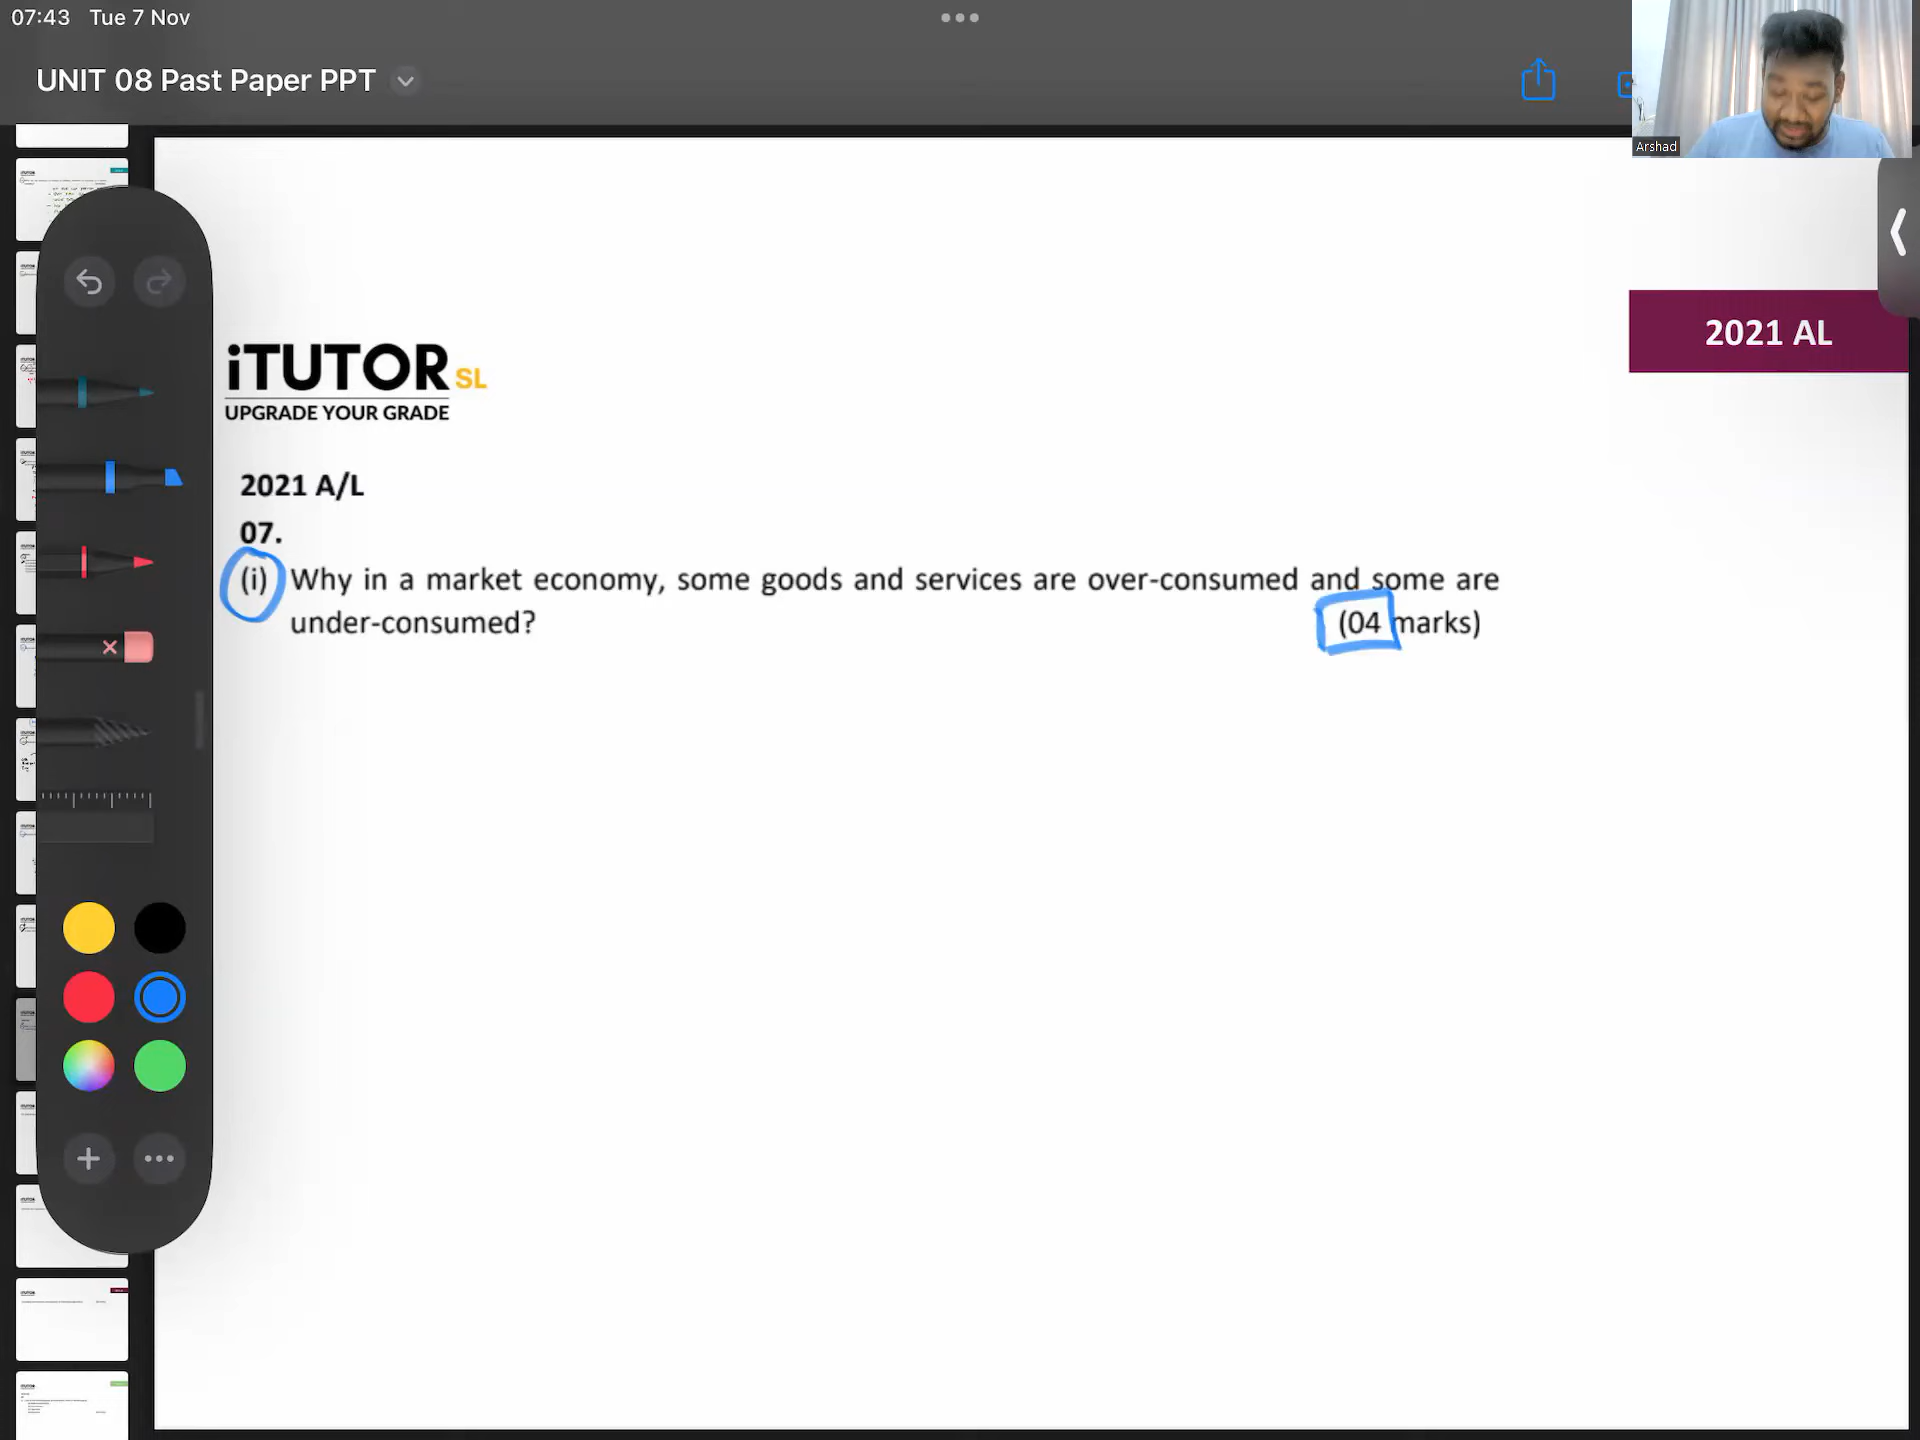 07:43 Tue 7 Nov
UNIT 08 Past Paper PPT
Arshad
2021 AL
iTUTOR SL
UPGRADE YOUR GRADE
2021 A/L
07.
(i) Why in a market economy, some goods and services are over-consumed and some are
under-consumed? (04 marks)